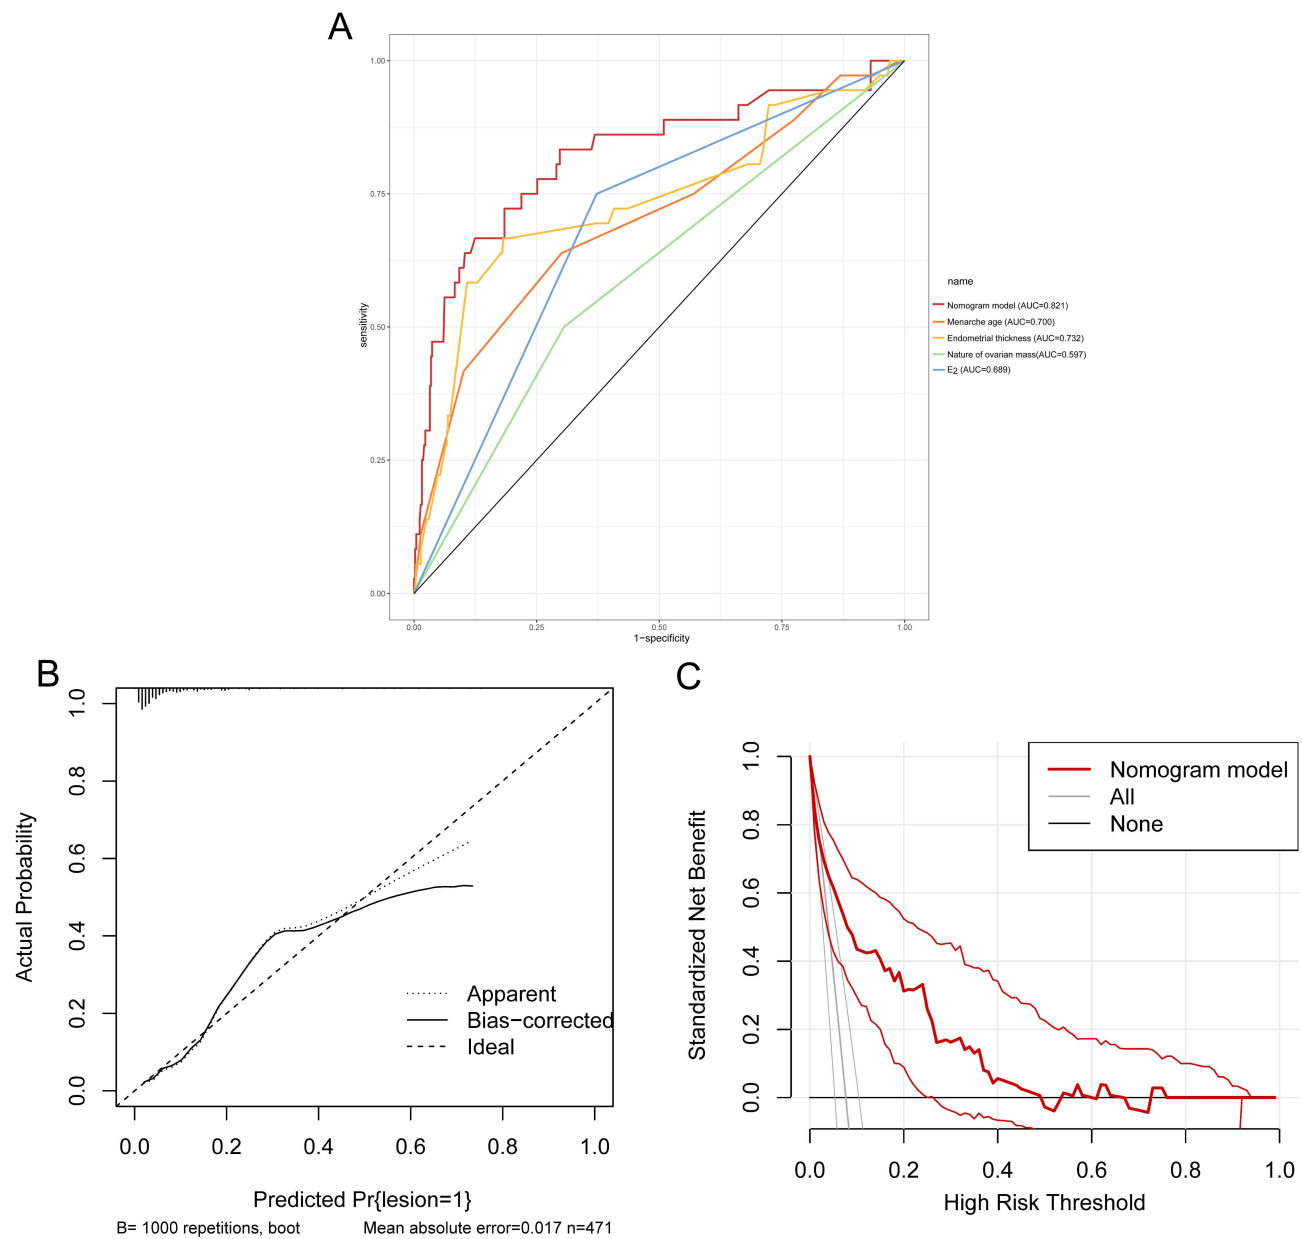 A
1.00
0.75
0.50
0.25
0.00
sensitivity
0.00 0.25 0.50 0.75 1.00
1−specificity
name
Nomogram model (AUC=0.821)
Menarche age (AUC=0.700)
Endometrial thickness (AUC=0.732)
Nature of ovarian mass(AUC=0.597)
E2 (AUC=0.689)
B
1.0
0.8
0.6
0.4
0.2
0.0
Actual Probability
Apparent
Bias−corrected
Ideal
0.0 0.2 0.4 0.6 0.8 1.0
Predicted Pr{lesion=1}
B= 1000 repetitions, boot
Mean absolute error=0.017 n=471
C
1.0
0.8
0.6
0.4
0.2
0.0
Standardized Net Benefit
Nomogram model
All
None
0.0 0.2 0.4 0.6 0.8 1.0
High Risk Threshold